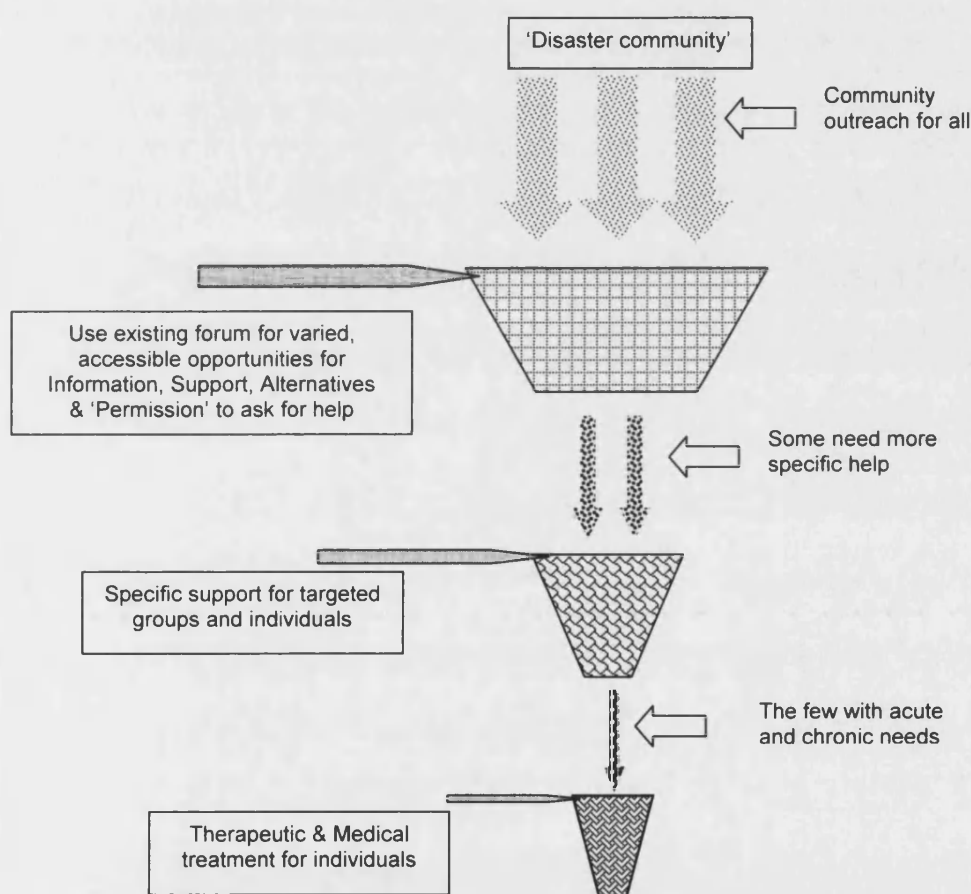 ‘Disaster community’
Community
outreach for all
Use existing forum for varied,
accessible opportunities for
Information, Support, Alternatives
& ‘Permission’ to ask for help
Some need more
specific help
Specific support for targeted
groups and individuals
The few with acute
and chronic needs
Therapeutic & Medical
treatment for individuals